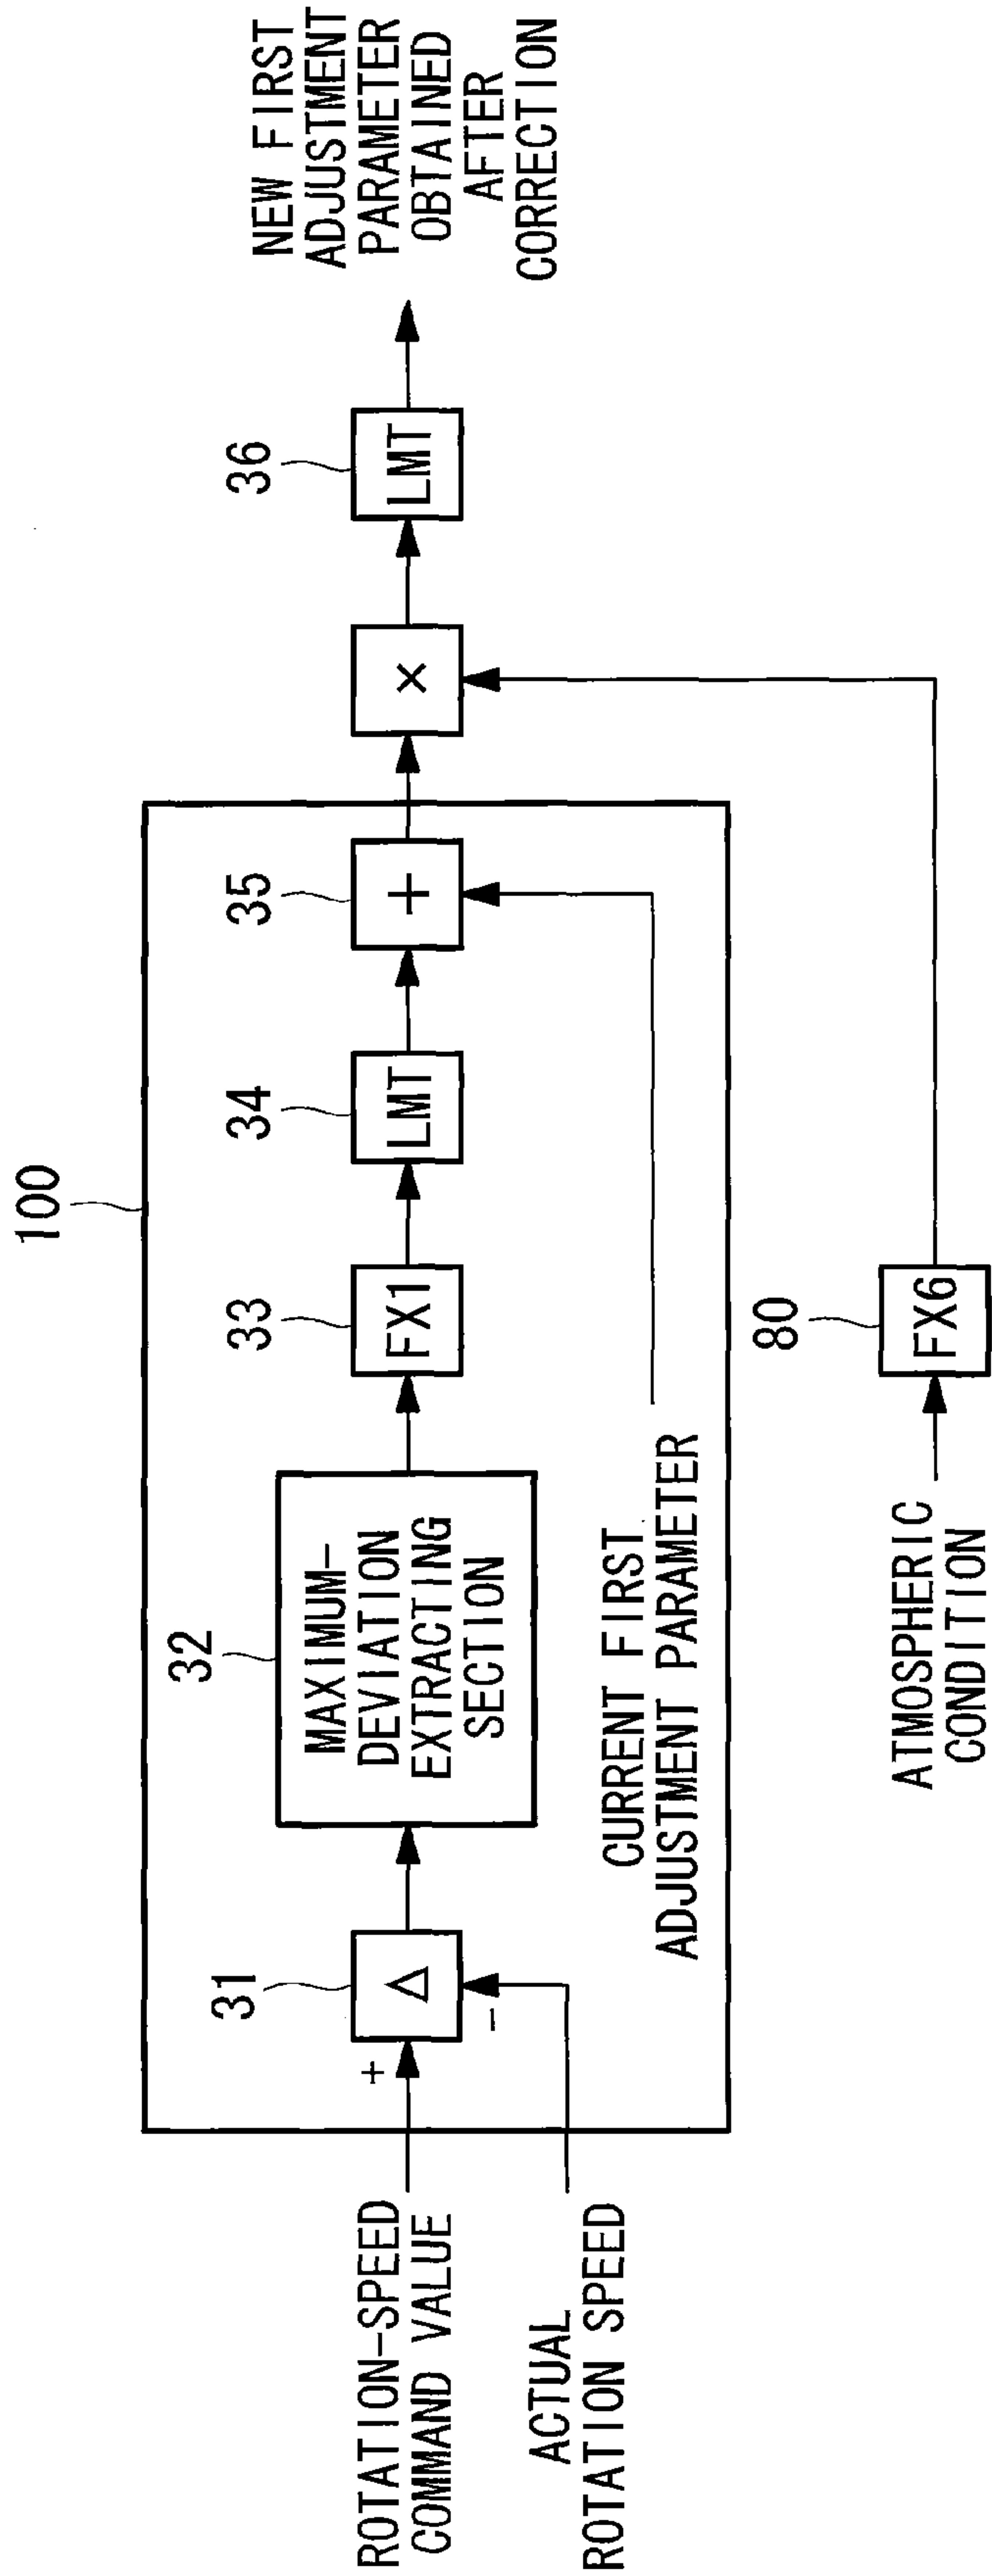 100
ROTATION-SPEED
COMMAND VALUE
ACTUAL
ROTATION SPEED
+
-
31
Δ
32
MAXIMUM-
DEVIATION
EXTRACTING
SECTION
33
FX1
34
LMT
35
+
CURRENT FIRST
ADJUSTMENT PARAMETER
×
36
LMT
NEW FIRST
ADJUSTMENT
PARAMETER
OBTAINED
AFTER
CORRECTION
ATMOSPHERIC
CONDITION
80
FX6